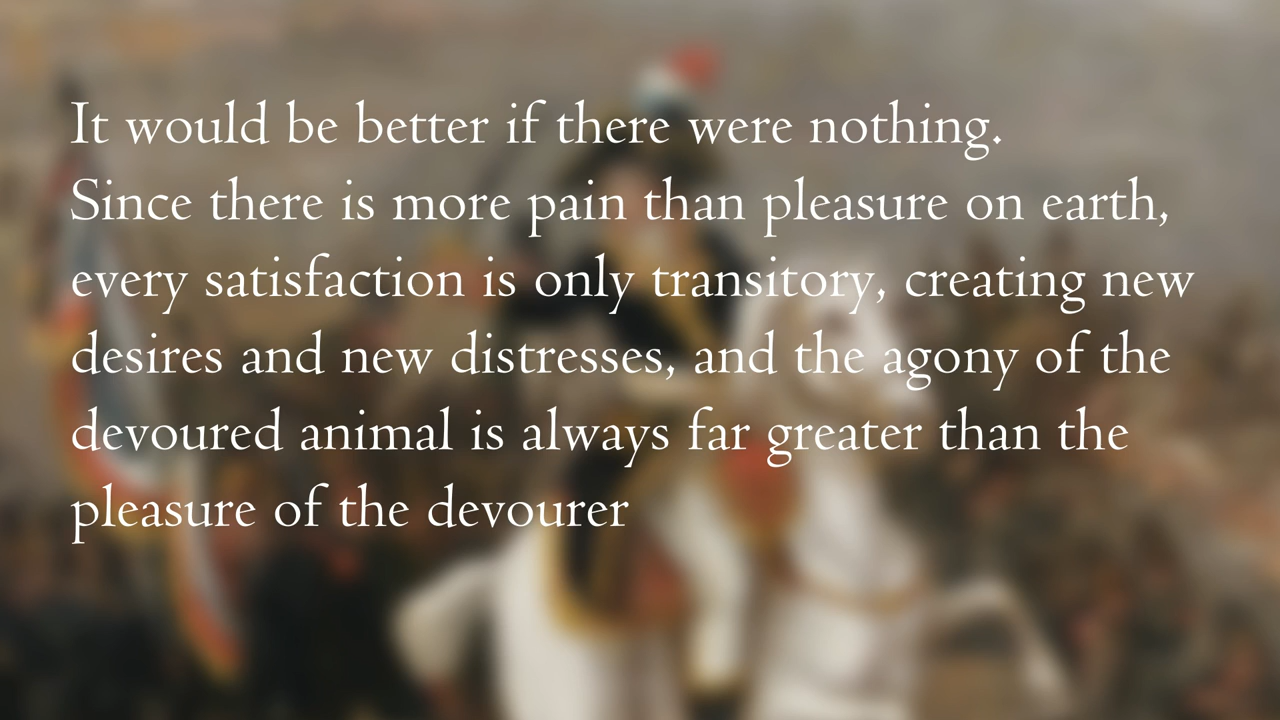 It would be better if there were nothing.
Since there is more pain than pleasure on earth,
every satisfaction is only transitory, creating new
desires and new distresses, and the agony of the
devoured animal is always far greater than the
pleasure of the devourer